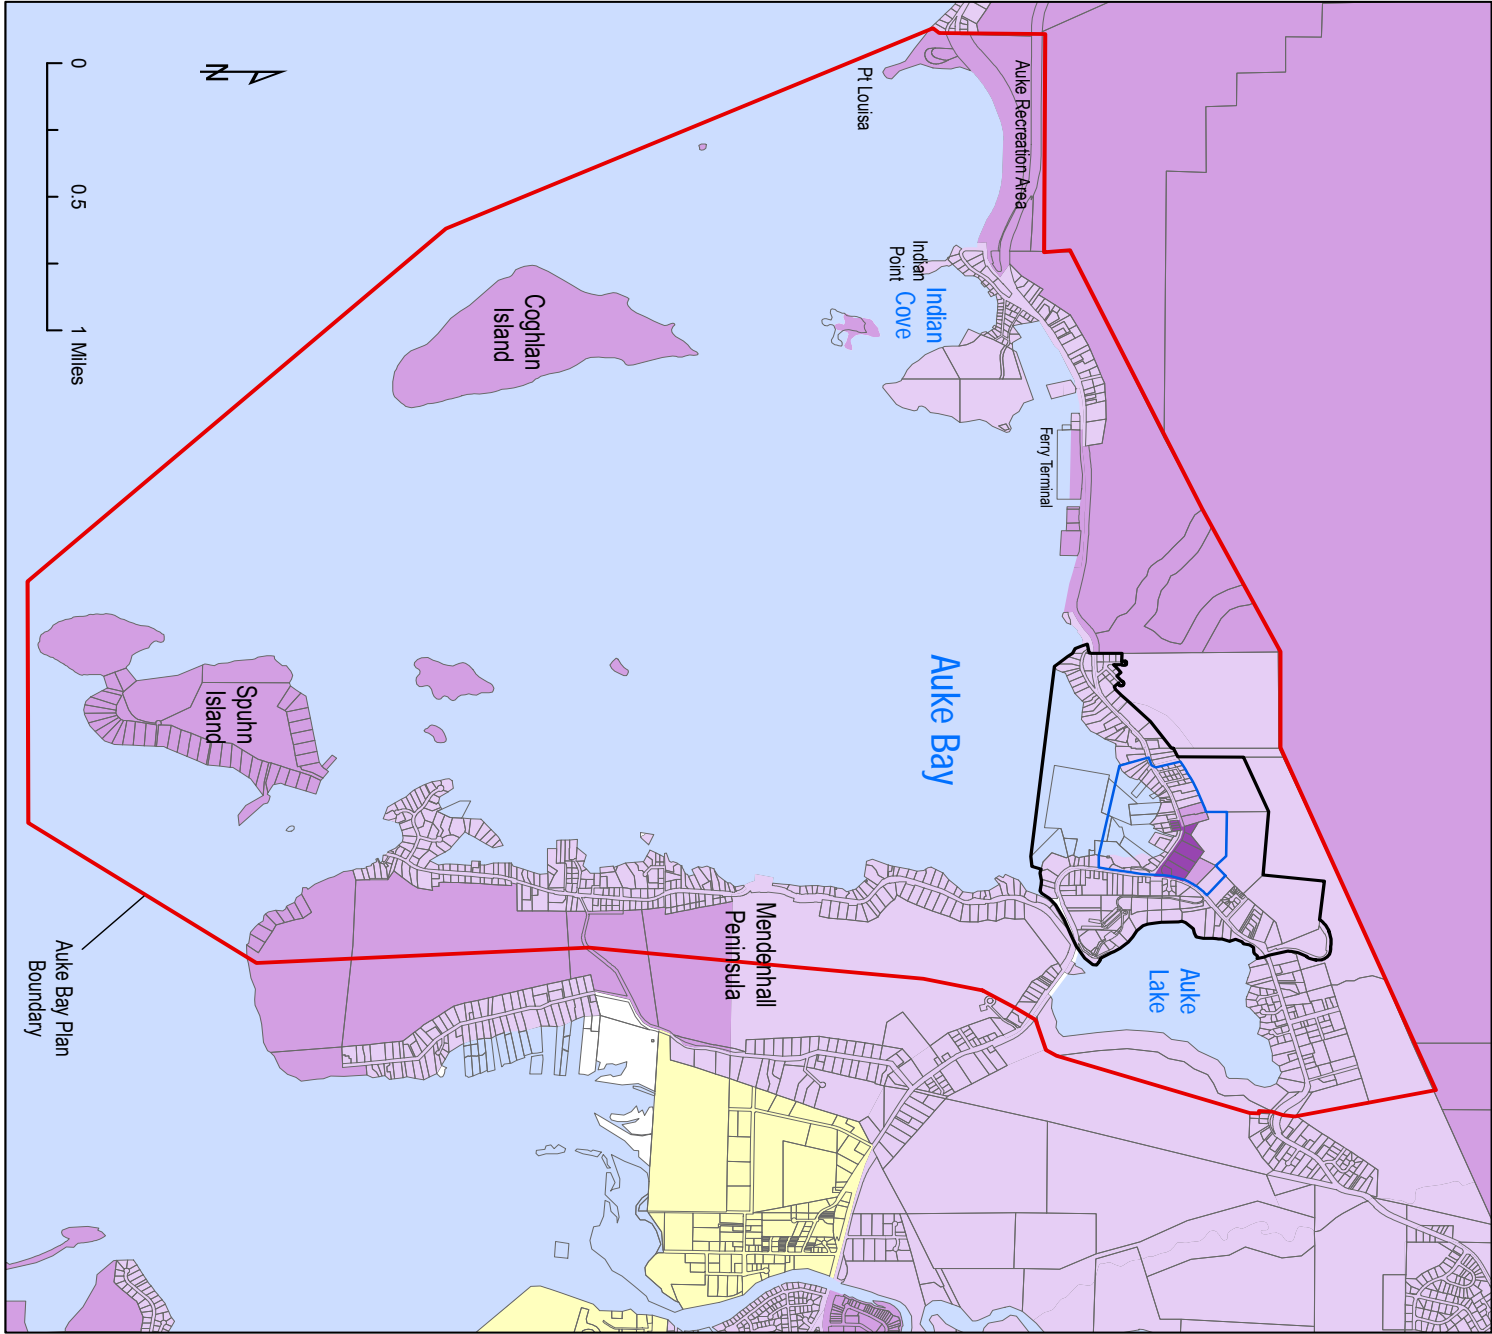 Auke Recreation Area
Pt Louisa
Indian
Point
Indian
Cove
Coghlan
Island
Ferry Terminal
Auke Bay
Spuhn
Island
Auke
Lake
Mendenhall
Peninsula
Auke Bay Plan
Boundary
N
0
0.5
1 Miles